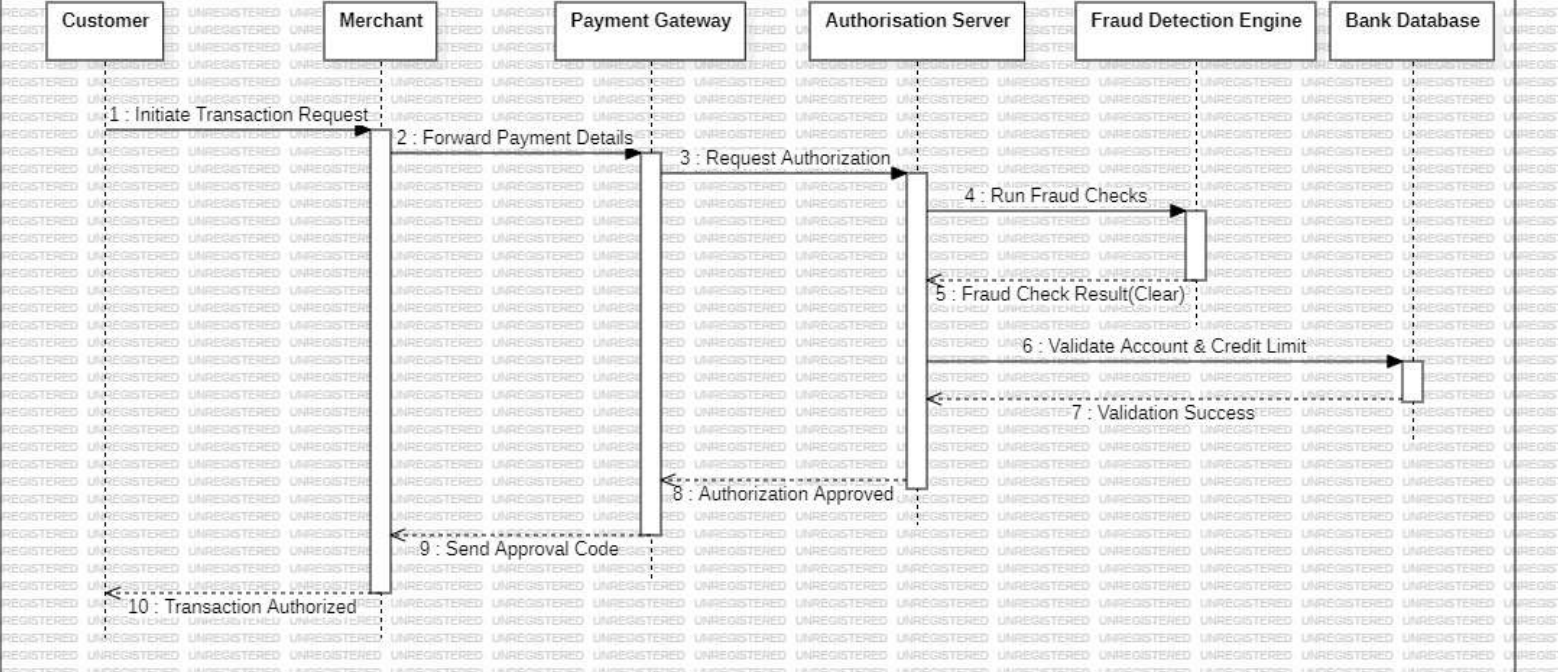 Customer
Merchant
Payment Gateway
Authorisation Server
Fraud Detection Engine
Bank Database
1 : Initiate Transaction Request
2 : Forward Payment Details
3 : Request Authorization
4 : Run Fraud Checks
5 : Fraud Check Result(Clear)
6 : Validate Account & Credit Limit
7 : Validation Success
8 : Authorization Approved
9 : Send Approval Code
10 : Transaction Authorized
UNREGISTERED